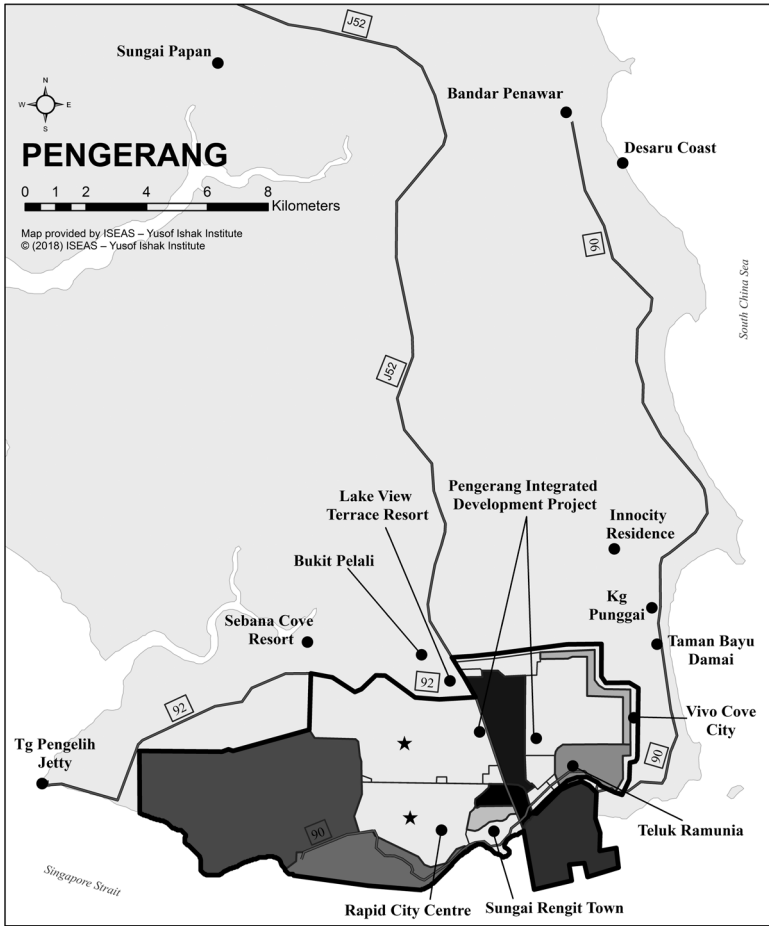 J52
Sungai Papan
N
W E
S
Bandar Penawar
PENGERANG
Desaru Coast
0 1 2 4 6 8
Kilometers
Map provided by ISEAS – Yusof Ishak Institute
© (2018) ISEAS – Yusof Ishak Institute
90
South China Sea
J52
Lake View
Terrace Resort
Pengerang Integrated
Development Project
Innocity
Residence
Bukit Pelali
Kg
Punggai
Sebana Cove
Resort
Taman Bayu
Damai
92
92
Vivo Cove
City
Tg Pengelih
Jetty
90
Teluk Ramunia
90
Singapore Strait
Rapid City Centre
Sungai Rengit Town